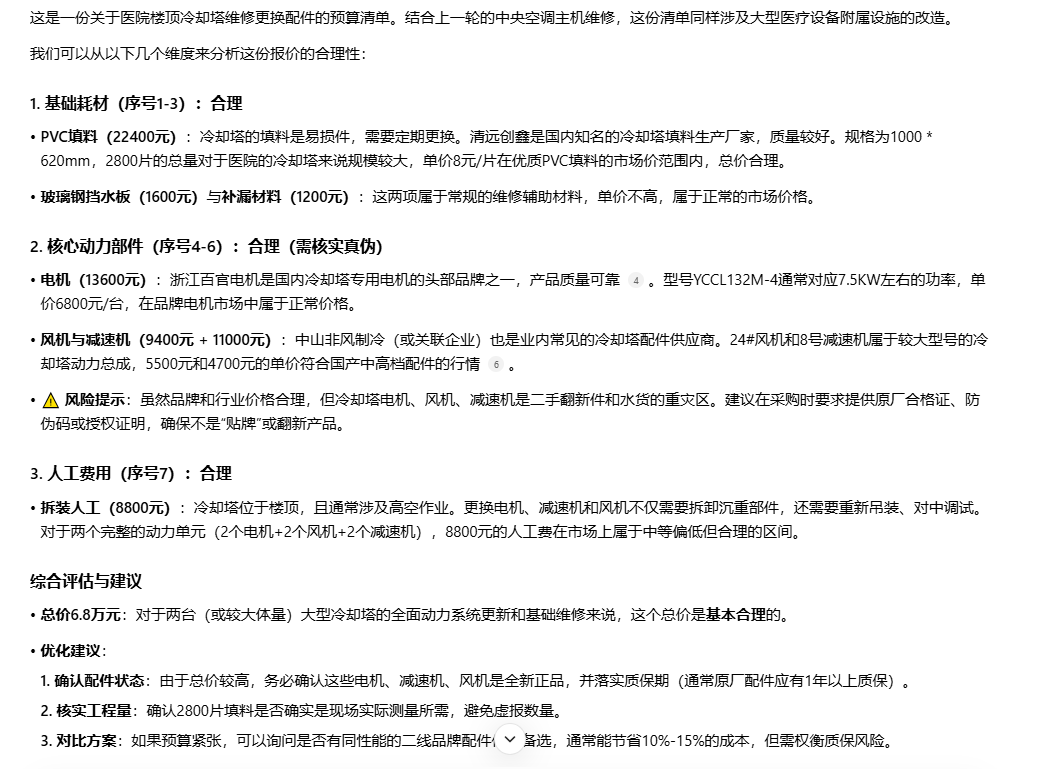 这是一份关于医院楼顶冷却塔维修更换配件的预算清单。结合上一轮的中央空调主机维修，这份清单同样涉及大型医疗设备附属设施的改造。
我们可以从以下几个维度来分析这份报价的合理性：
1. 基础耗材（序号1-3）：合理
• PVC填料（22400元）：冷却塔的填料是易损件，需要定期更换。清远创鑫是国内知名的冷却塔填料生产厂家，质量较好。规格为1000 *
620mm，2800片的总量对于医院的冷却塔来说规模较大，单价8元/片在优质PVC填料的市场价范围内，总价合理。
• 玻璃钢挡水板（1600元）与补漏材料（1200元）：这两项属于常规的维修辅助材料，单价不高，属于正常的市场价格。
2. 核心动力部件（序号4-6）：合理（需核实真伪）
• 电机（13600元）：浙江百官电机是国内冷却塔专用电机的头部品牌之一，产品质量可靠 4 。型号YCCL132M-4通常对应7.5KW左右的功率，单
价6800元/台，在品牌电机市场中属于正常价格。
• 风机与减速机（9400元 + 11000元）：中山非风制冷（或关联企业）也是业内常见的冷却塔配件供应商。24#风机和8号减速机属于较大型号的冷
却塔动力总成，5500元和4700元的单价符合国产中高档配件的行情 6 。
• ⚠ 风险提示：虽然品牌和行业价格合理，但冷却塔电机、风机、减速机是二手翻新件和水货的重灾区。建议在采购时要求提供原厂合格证、防
伪码或授权证明，确保不是“贴牌”或翻新产品。
3. 人工费用（序号7）：合理
• 拆装人工（8800元）：冷却塔位于楼顶，且通常涉及高空作业。更换电机、减速机和风机不仅需要拆卸沉重部件，还需要重新吊装、对中调试。
对于两个完整的动力单元（2个电机+2个风机+2个减速机），8800元的人工费在市场上属于中等偏低但合理的区间。
综合评估与建议
• 总价6.8万元：对于两台（或较大体量）大型冷却塔的全面动力系统更新和基础维修来说，这个总价是基本合理的。
• 优化建议：
1. 确认配件状态：由于总价较高，务必确认这些电机、减速机、风机是全新正品，并落实质保期（通常原厂配件应有1年以上质保）。
2. 核实工程量：确认2800片填料是否确实是现场实际测量所需，避免虚报数量。
3. 对比方案：如果预算紧张，可以询问是否有同性能的二线品牌配件备选，通常能节省10%-15%的成本，但需权衡质保风险。